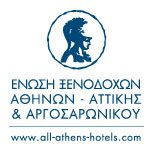 ΕΝΩΣΗ ΞΕΝΟΔΟΧΩΝ
ΑΘΗΝΩΝ - ΑΤΤΙΚΗΣ
& ΑΡΓΟΣΑΡΩΝΙΚΟΥ
www.all-athens-hotels.com